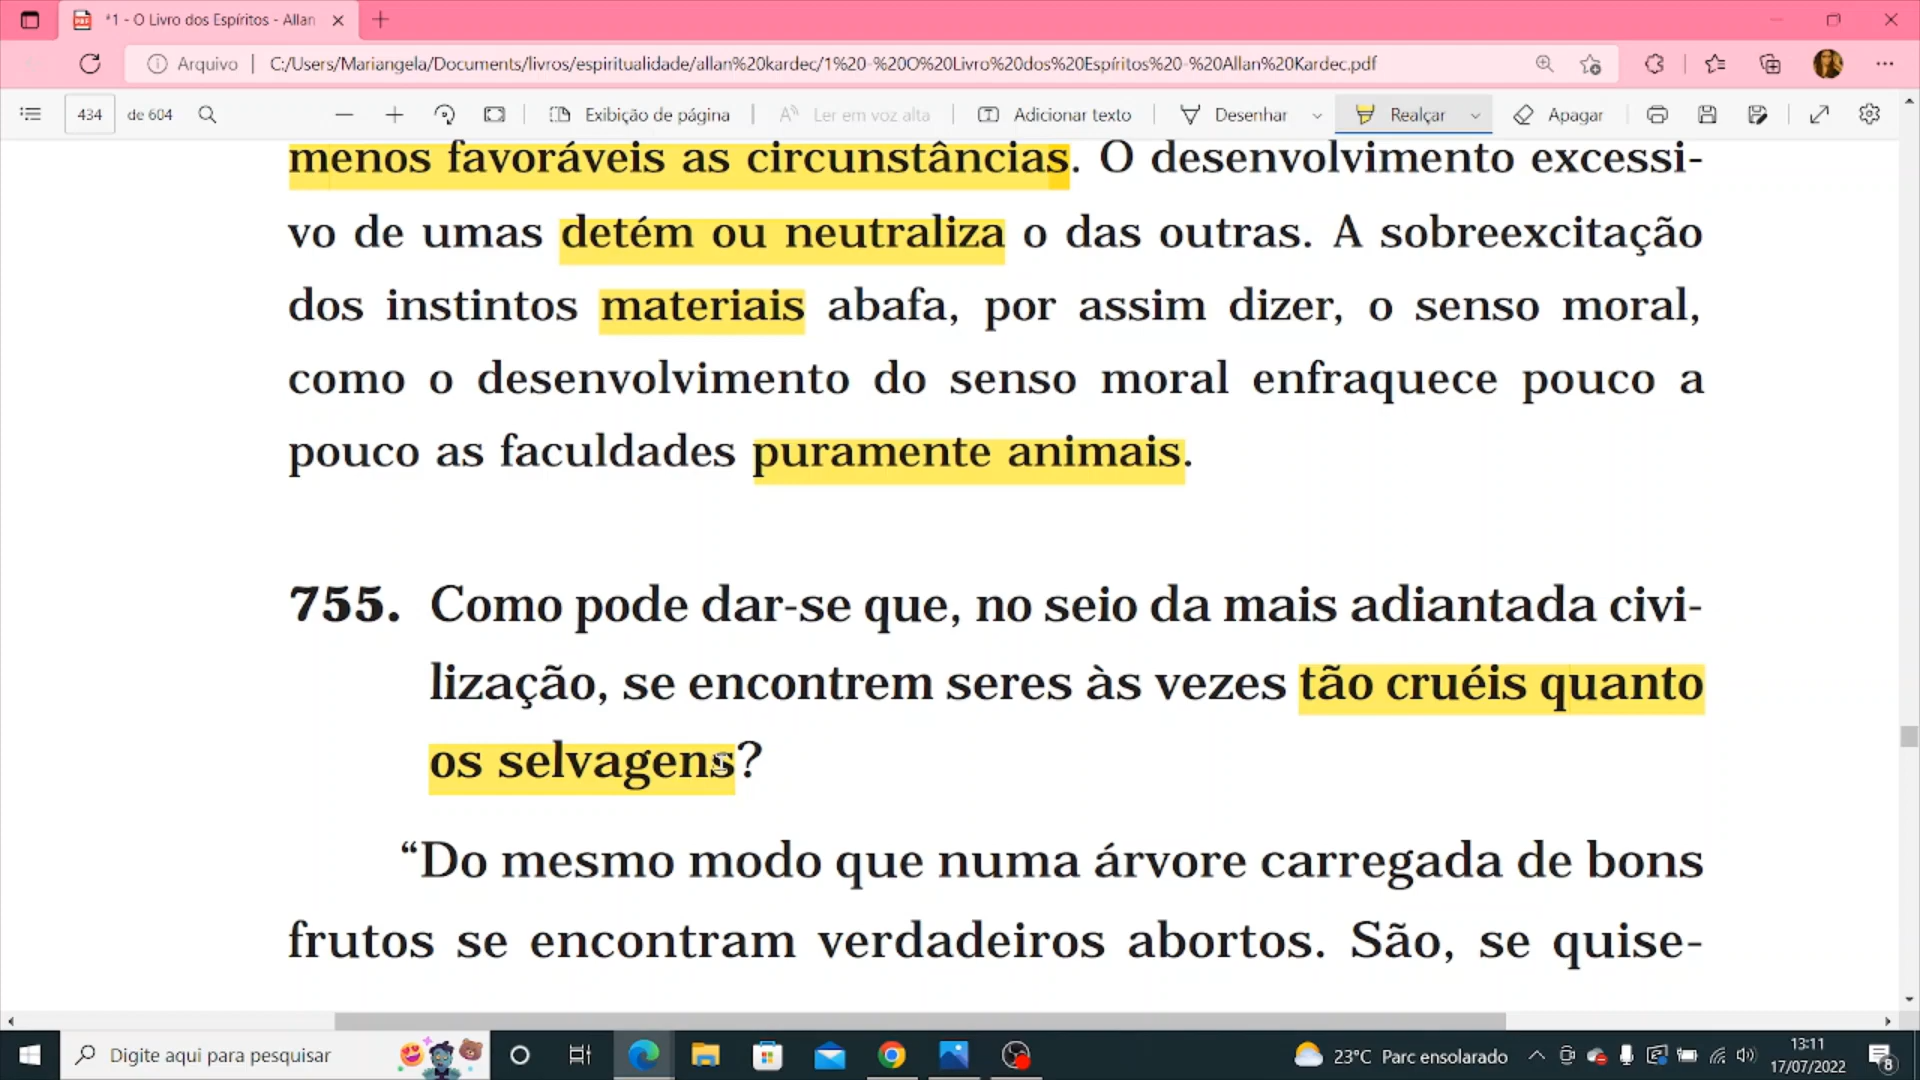 *1 - O Livro dos Espíritos - Allan
Arquivo C:/Users/Mariangela/Documents/livros/espiritualidade/allan%20kardec/1%20-%20O%20Livro%20dos%20Espíritos%20-%20Allan%20Kardec.pdf
434 de 604 Exibição de página Ler em voz alta Adicionar texto Desenhar Realçar Apagar
menos favoráveis as circunstâncias. O desenvolvimento excessi-
vo de umas detém ou neutraliza o das outras. A sobreexcitação
dos instintos materiais abafa, por assim dizer, o senso moral,
como o desenvolvimento do senso moral enfraquece pouco a
pouco as faculdades puramente animais.
755. Como pode dar-se que, no seio da mais adiantada civi-
lização, se encontrem seres às vezes tão cruéis quanto
os selvagens?
“Do mesmo modo que numa árvore carregada de bons
frutos se encontram verdadeiros abortos. São, se quise-
Digite aqui para pesquisar
23°C Parc ensolarado
13:11
17/07/2022
8